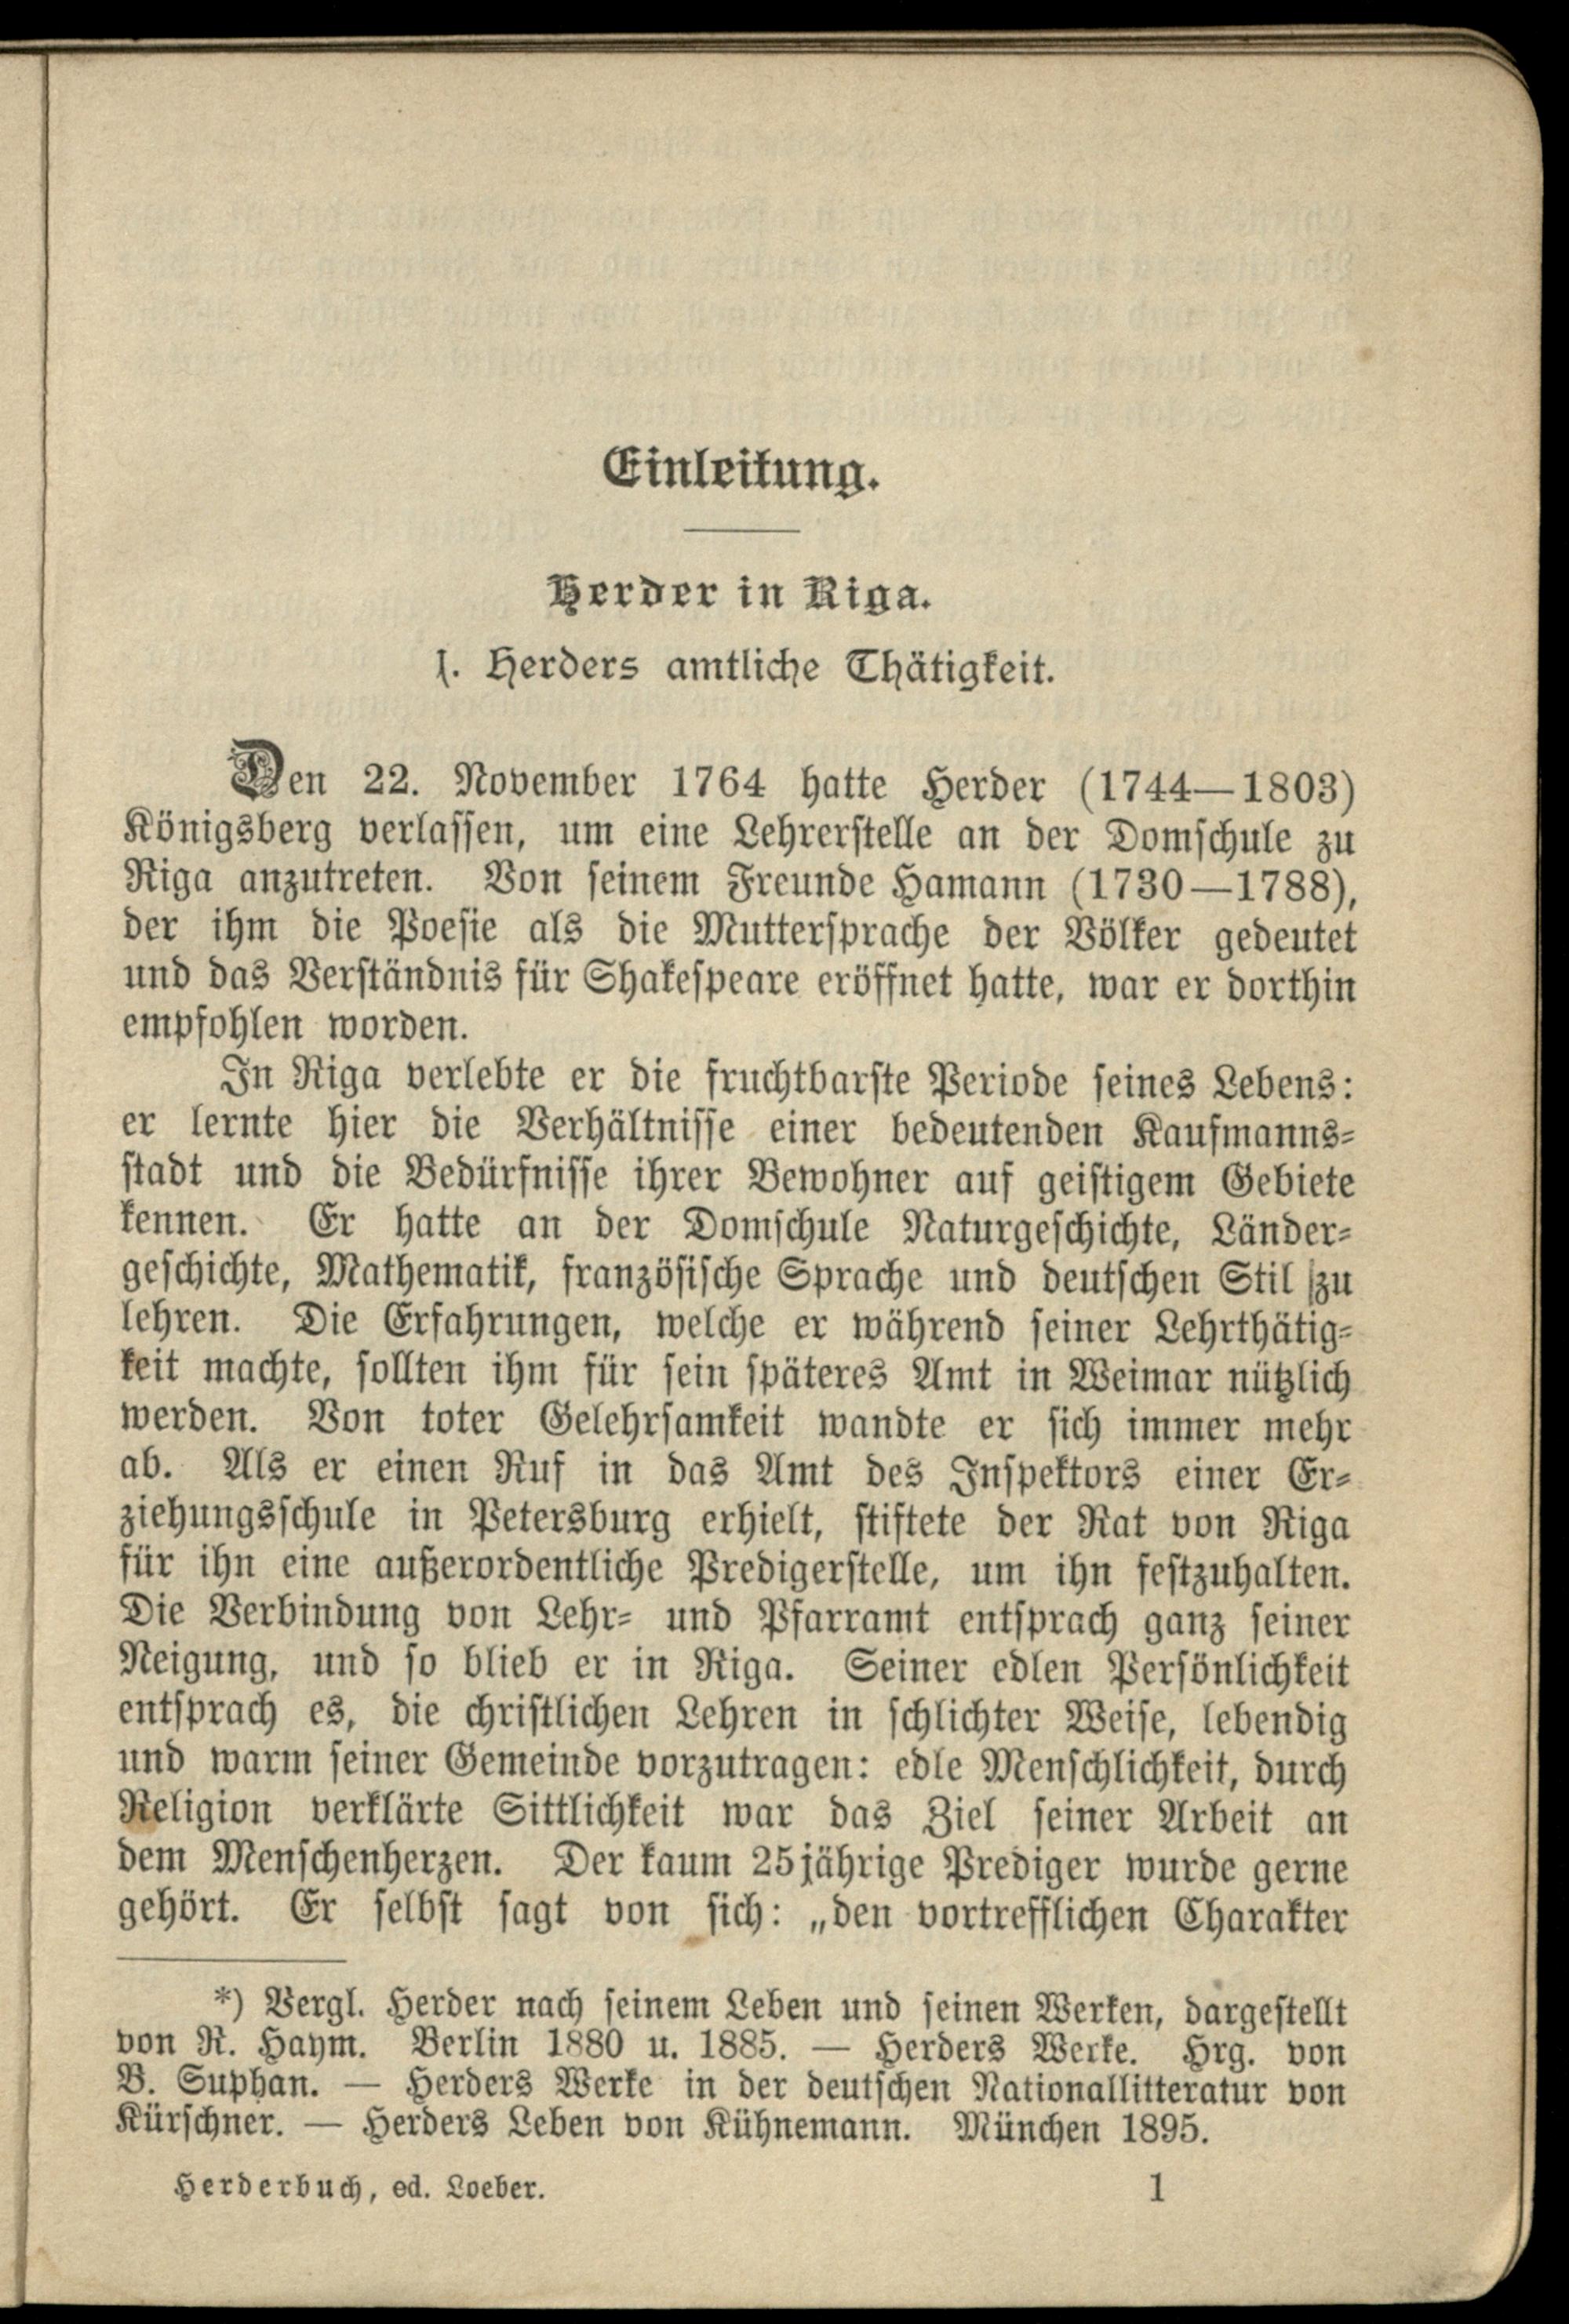 Einleitung.
Herder in Riga.
1. Herders amtliche Thätigkeit.
Den 22. November 1764 hatte Herder (1744—1803)
Königsberg verlassen, um eine Lehrerstelle an der Domschule zu
Riga anzutreten. Von seinem Freunde Hamann (1730—1788),
der ihm die Poesie als die Muttersprache der Völker gedeutet
und das Verständnis für Shakespeare eröffnet hatte, war er dorthin
empfohlen worden.
In Riga verlebte er die fruchtbarste Periode seines Lebens:
er lernte hier die Verhältnisse einer bedeutenden Kaufmanns-
stadt und die Bedürfnisse ihrer Bewohner auf geistigem Gebiete
kennen. Er hatte an der Domschule Naturgeschichte, Länder-
geschichte, Mathematik, französische Sprache und deutschen Stil zu
lehren. Die Erfahrungen, welche er während seiner Lehrthätig-
keit machte, sollten ihm für sein späteres Amt in Weimar nützlich
werden. Von toter Gelehrsamkeit wandte er sich immer mehr
ab. Als er einen Ruf in das Amt des Inspektors einer Er-
ziehungsschule in Petersburg erhielt, stiftete der Rat von Riga
für ihn eine außerordentliche Predigerstelle, um ihn festzuhalten.
Die Verbindung von Lehr- und Pfarramt entsprach ganz seiner
Neigung, und so blieb er in Riga. Seiner edlen Persönlichkeit
entsprach es, die christlichen Lehren in schlichter Weise, lebendig
und warm seiner Gemeinde vorzutragen: edle Menschlichkeit, durch
Religion verklärte Sittlichkeit war das Ziel seiner Arbeit an
dem Menschenherzen. Der kaum 25jährige Prediger wurde gerne
gehört. Er selbst sagt von sich: „den vortrefflichen Charakter
*) Vergl. Herder nach seinem Leben und seinen Werken, dargestellt
von R. Haym. Berlin 1880 u. 1885. — Herders Werke. Hrg. von
B. Suphan. — Herders Werke in der deutschen Nationallitteratur von
Kürschner. — Herders Leben von Kühnemann. München 1895.
Herderbuch, ed. Loeber. 1